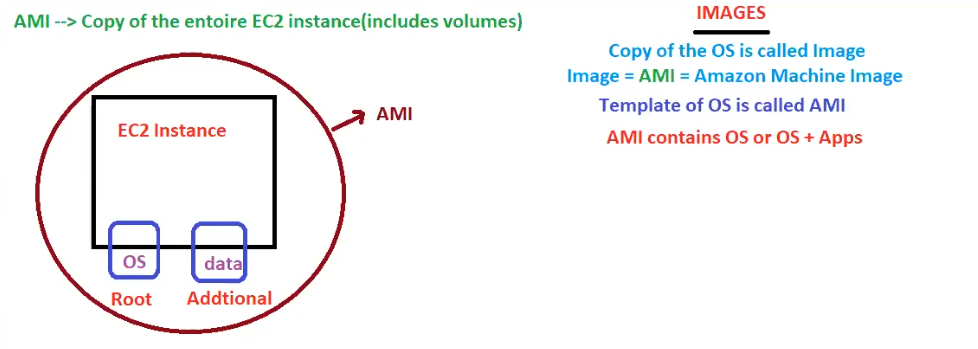 AMI --> Copy of the entoire EC2 instance(includes volumes)
EC2 Instance
AMI
OS
data
Root
Addtional
IMAGES
Copy of the OS is called Image
Image = AMI = Amazon Machine Image
Template of OS is called AMI
AMI contains OS or OS + Apps